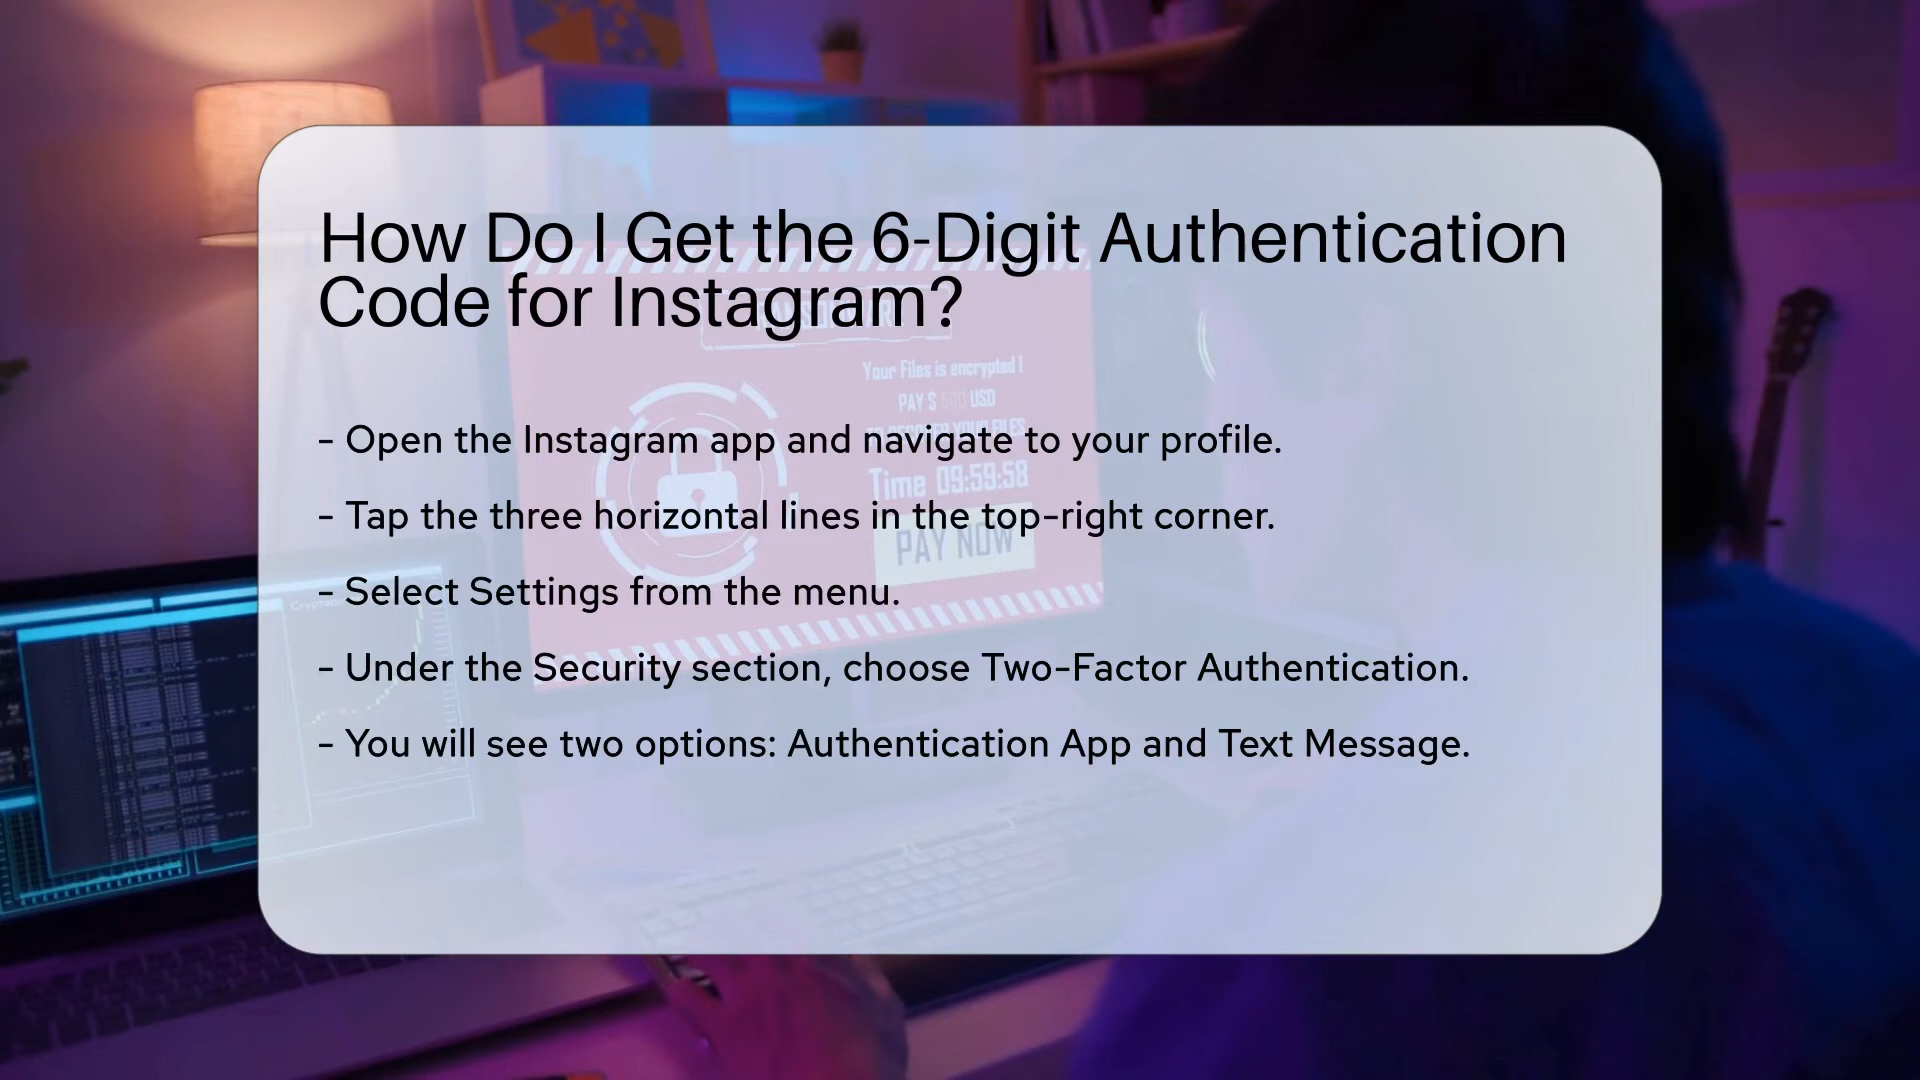 How Do I Get the 6-Digit Authentication
Code for Instagram?
Your Files is encrypted !
PAY $ 500 USD
- Open the Instagram app and navigate to your profile.
Time 09:59:58
- Tap the three horizontal lines in the top-right corner.
PAY NOW
- Select Settings from the menu.
- Under the Security section, choose Two-Factor Authentication.
- You will see two options: Authentication App and Text Message.